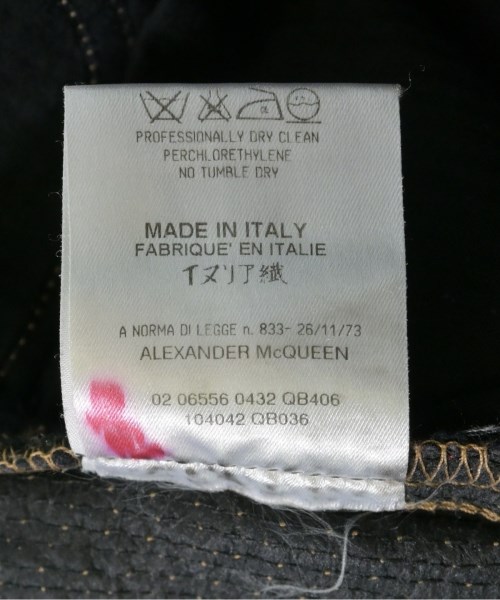 PROFESSIONALLY DRY CLEAN
PERCHLORETHYLENE
NO TUMBLE DRY
MADE IN ITALY
FABRIQUE' EN ITALIE
イヌリア織
A NORMA DI LEGGE n. 833- 26/11/73
ALEXANDER McQUEEN
02 06556 0432 QB406
104042 QB036